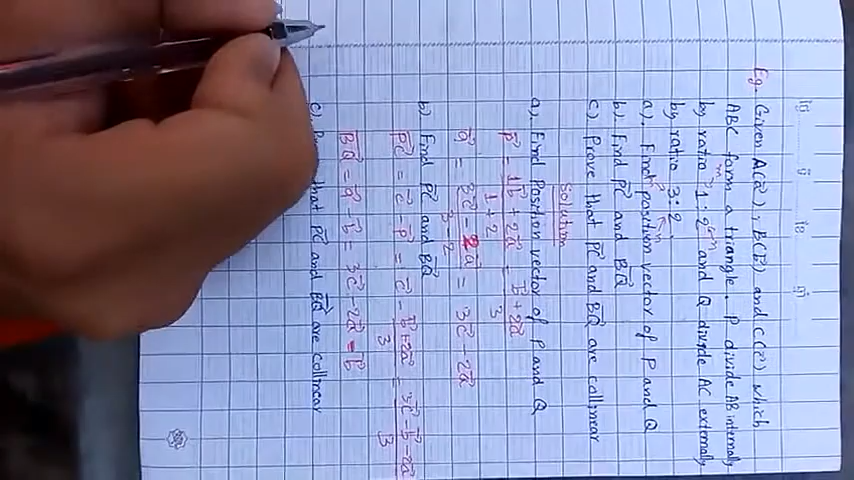 Eg. Given A(a⃗), B(b⃗) and C(c⃗) which
ABC form a triangle. P divide AB internally
by ratio 1:2 and Q divide AC externally
m n
by ratio 3:2.
a). Find position vector of P and Q
b). Find PC⃗ and BQ⃗
c) Prove that PC⃗ and BQ⃗ are collinear
Solution
a). Find Position vector of P and Q
p⃗ = (1b⃗ + 2a⃗)/(1 + 2) = (b⃗ + 2a⃗)/3
q⃗ = (3c⃗ - 2a⃗)/(3 - 2) = 3c⃗ - 2a⃗
b) Find PC⃗ and BQ⃗
PC⃗ = c⃗ - p⃗ = c⃗ - (b⃗ + 2a⃗)/3 = (3c⃗ - b⃗ - 2a⃗)/3
BQ⃗ = q⃗ - b⃗ = 3c⃗ - 2a⃗ - b⃗
c) that PC⃗ and BQ⃗ are collinear